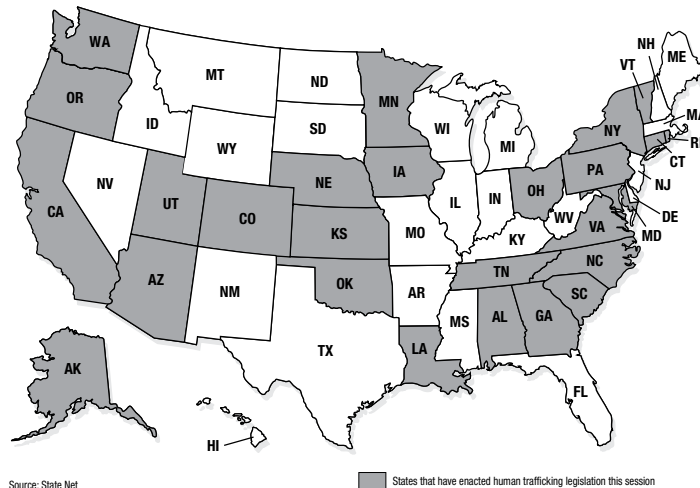 WA
OR
CA
NV
ID
MT
WY
UT
AZ
CO
NM
ND
SD
NE
KS
OK
TX
MN
IA
MO
AR
LA
WI
IL
MI
IN
OH
KY
TN
MS
AL
GA
FL
SC
NC
VA
WV
PA
NY
VT
NH
ME
CT
NJ
DE
MD
AK
HI
Source: State Net
States that have enacted human trafficking legislation this session